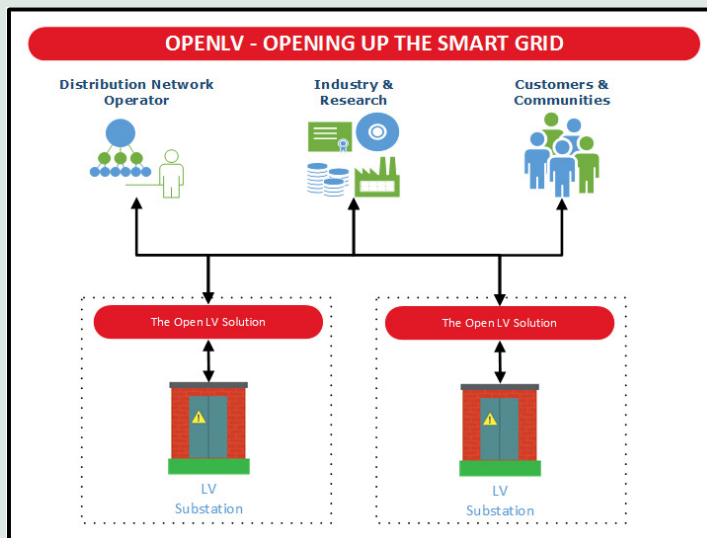 OPENLV - OPENING UP THE SMART GRID
Distribution Network
Operator
Industry &
Research
Customers &
Communities
The Open LV Solution
The Open LV Solution
LV
Substation
LV
Substation